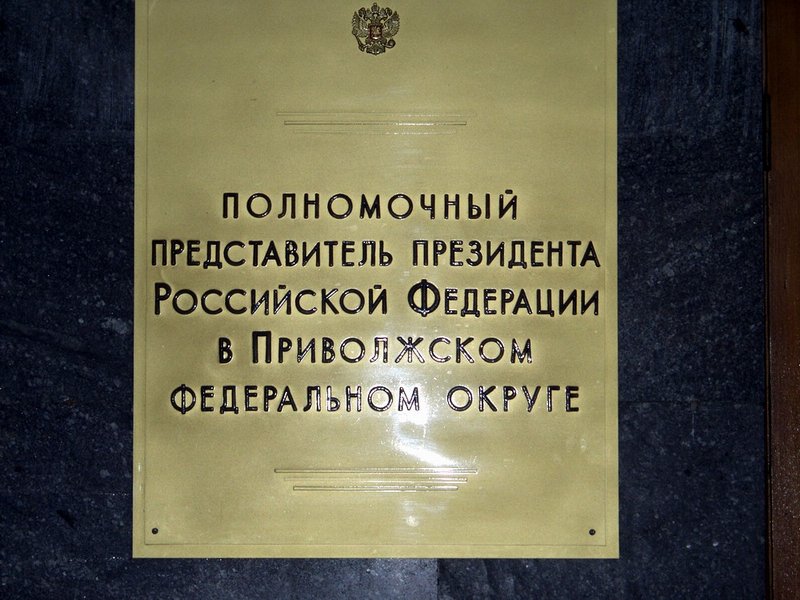 ПОЛНОМОЧНЫЙ
ПРЕДСТАВИТЕЛЬ ПРЕЗИДЕНТА
РОССИЙСКОЙ ФЕДЕРАЦИИ
В ПРИВОЛЖСКОМ
ФЕДЕРАЛЬНОМ ОКРУГЕ